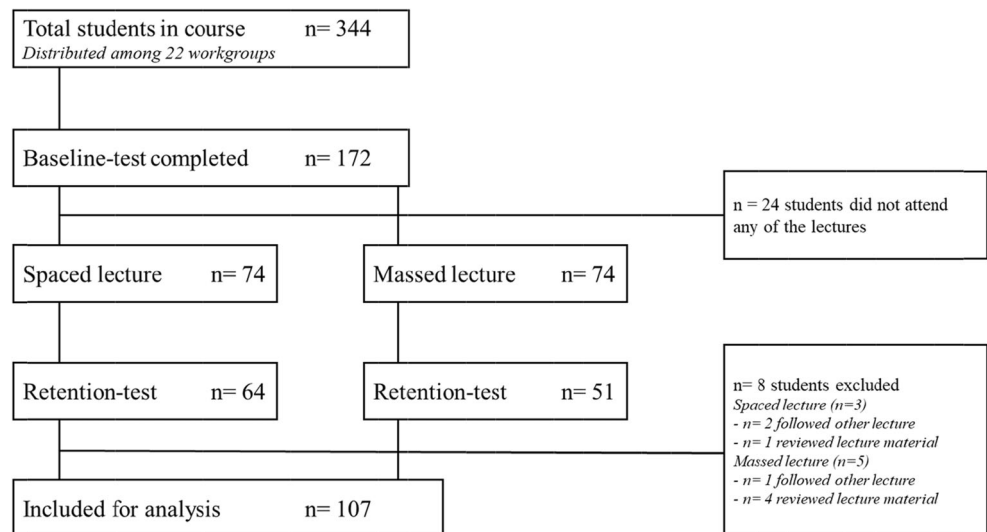 Total students in course n= 344
Distributed among 22 workgroups
Baseline-test completed n= 172
n = 24 students did not attend
any of the lectures
Spaced lecture n= 74
Massed lecture n= 74
Retention-test n= 64
Retention-test n= 51
n= 8 students excluded
Spaced lecture (n=3)
- n= 2 followed other lecture
- n= 1 reviewed lecture material
Massed lecture (n=5)
- n= 1 followed other lecture
- n= 4 reviewed lecture material
Included for analysis n= 107